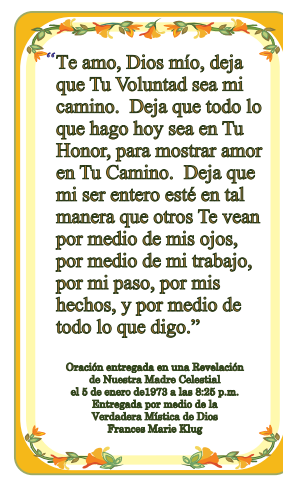 “Te amo, Dios mío, deja
que Tu Voluntad sea mi
camino.  Deja que todo lo
que hago hoy sea en Tu
Honor, para mostrar amor
en Tu Camino.  Deja que
mi ser entero esté en tal
manera que otros Te vean
por medio de mis ojos,
por medio de mi trabajo,
por mi paso, por mis
hechos, y por medio de
todo lo que digo.”
Oración entregada en una Revelación
de Nuestra Madre Celestial
el 5 de enero de1973 a las 8:25 p.m.
Entregada por medio de la
Verdadera Mística de Dios
Frances Marie Klug